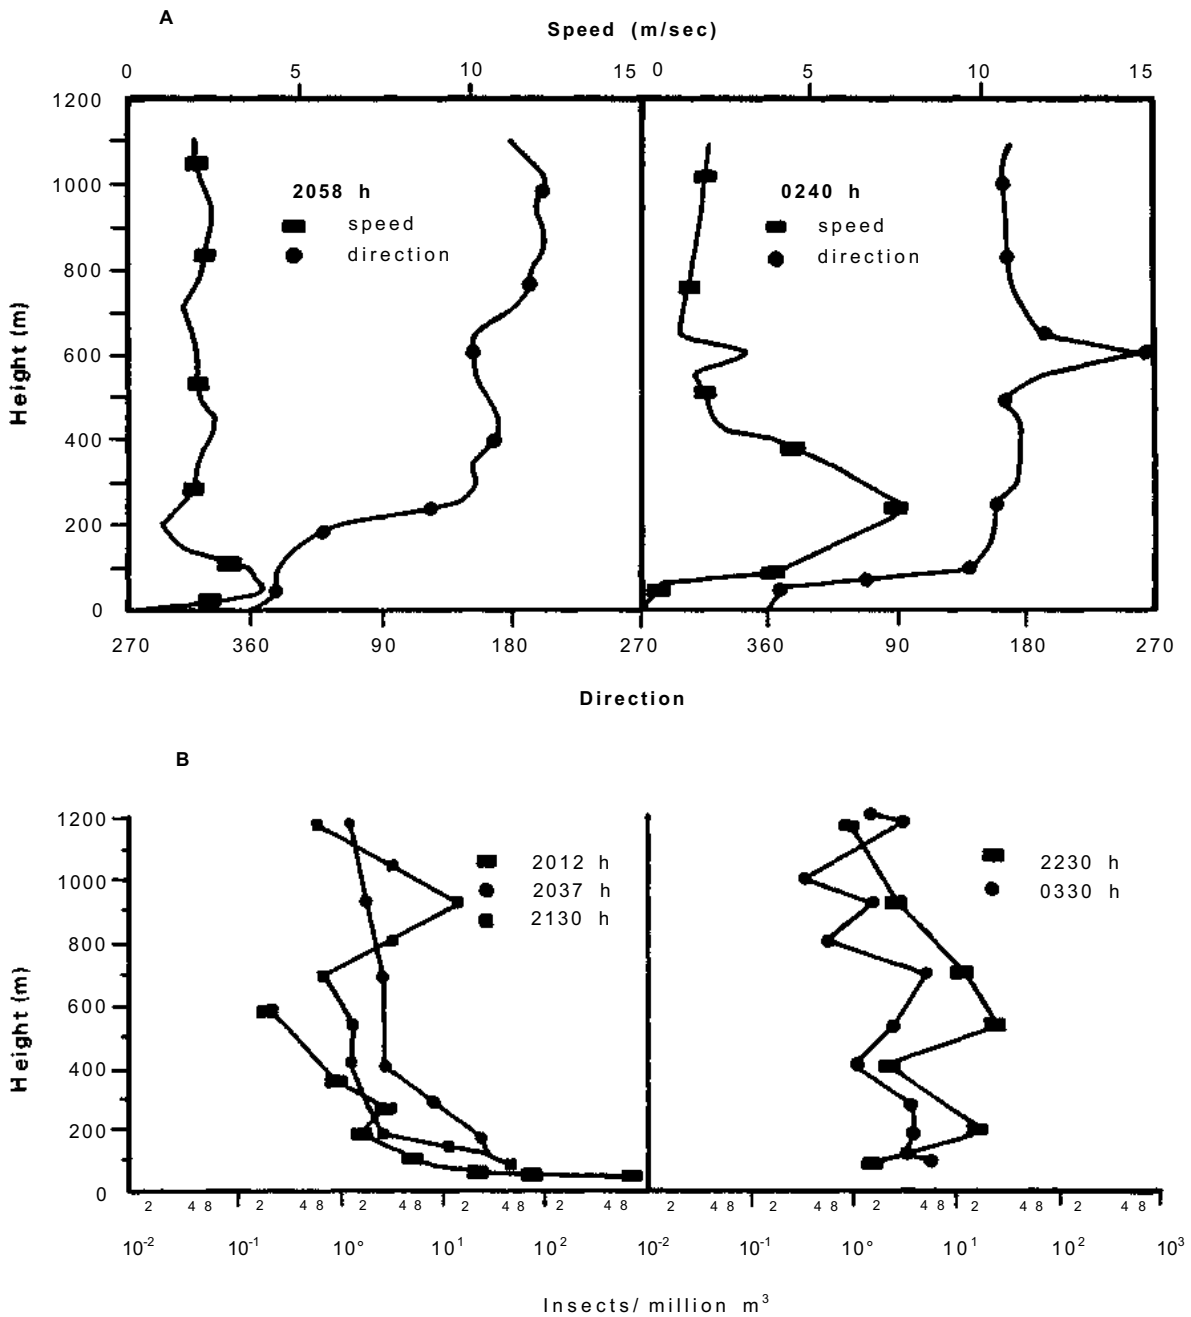 A
Speed (m/sec)
0 5 10 15 0 5 10 15
1200
1000
800
600
400
200
0
Height (m)
2058 h
speed
direction
0240 h
speed
direction
270 360 90 180 270 360 90 180 270
Direction
B
1200
1000
800
600
400
200
0
Height (m)
2012 h
2037 h
2130 h
2230 h
0330 h
2 4 8 2 4 8 2 4 8 2 4 8 2 4 8 2 4 8 2 4 8 2 4 8 2 4 8 2 4 8
10-2 10-1 10° 101 102 10-2 10-1 10° 101 102 103
Insects/ million m3